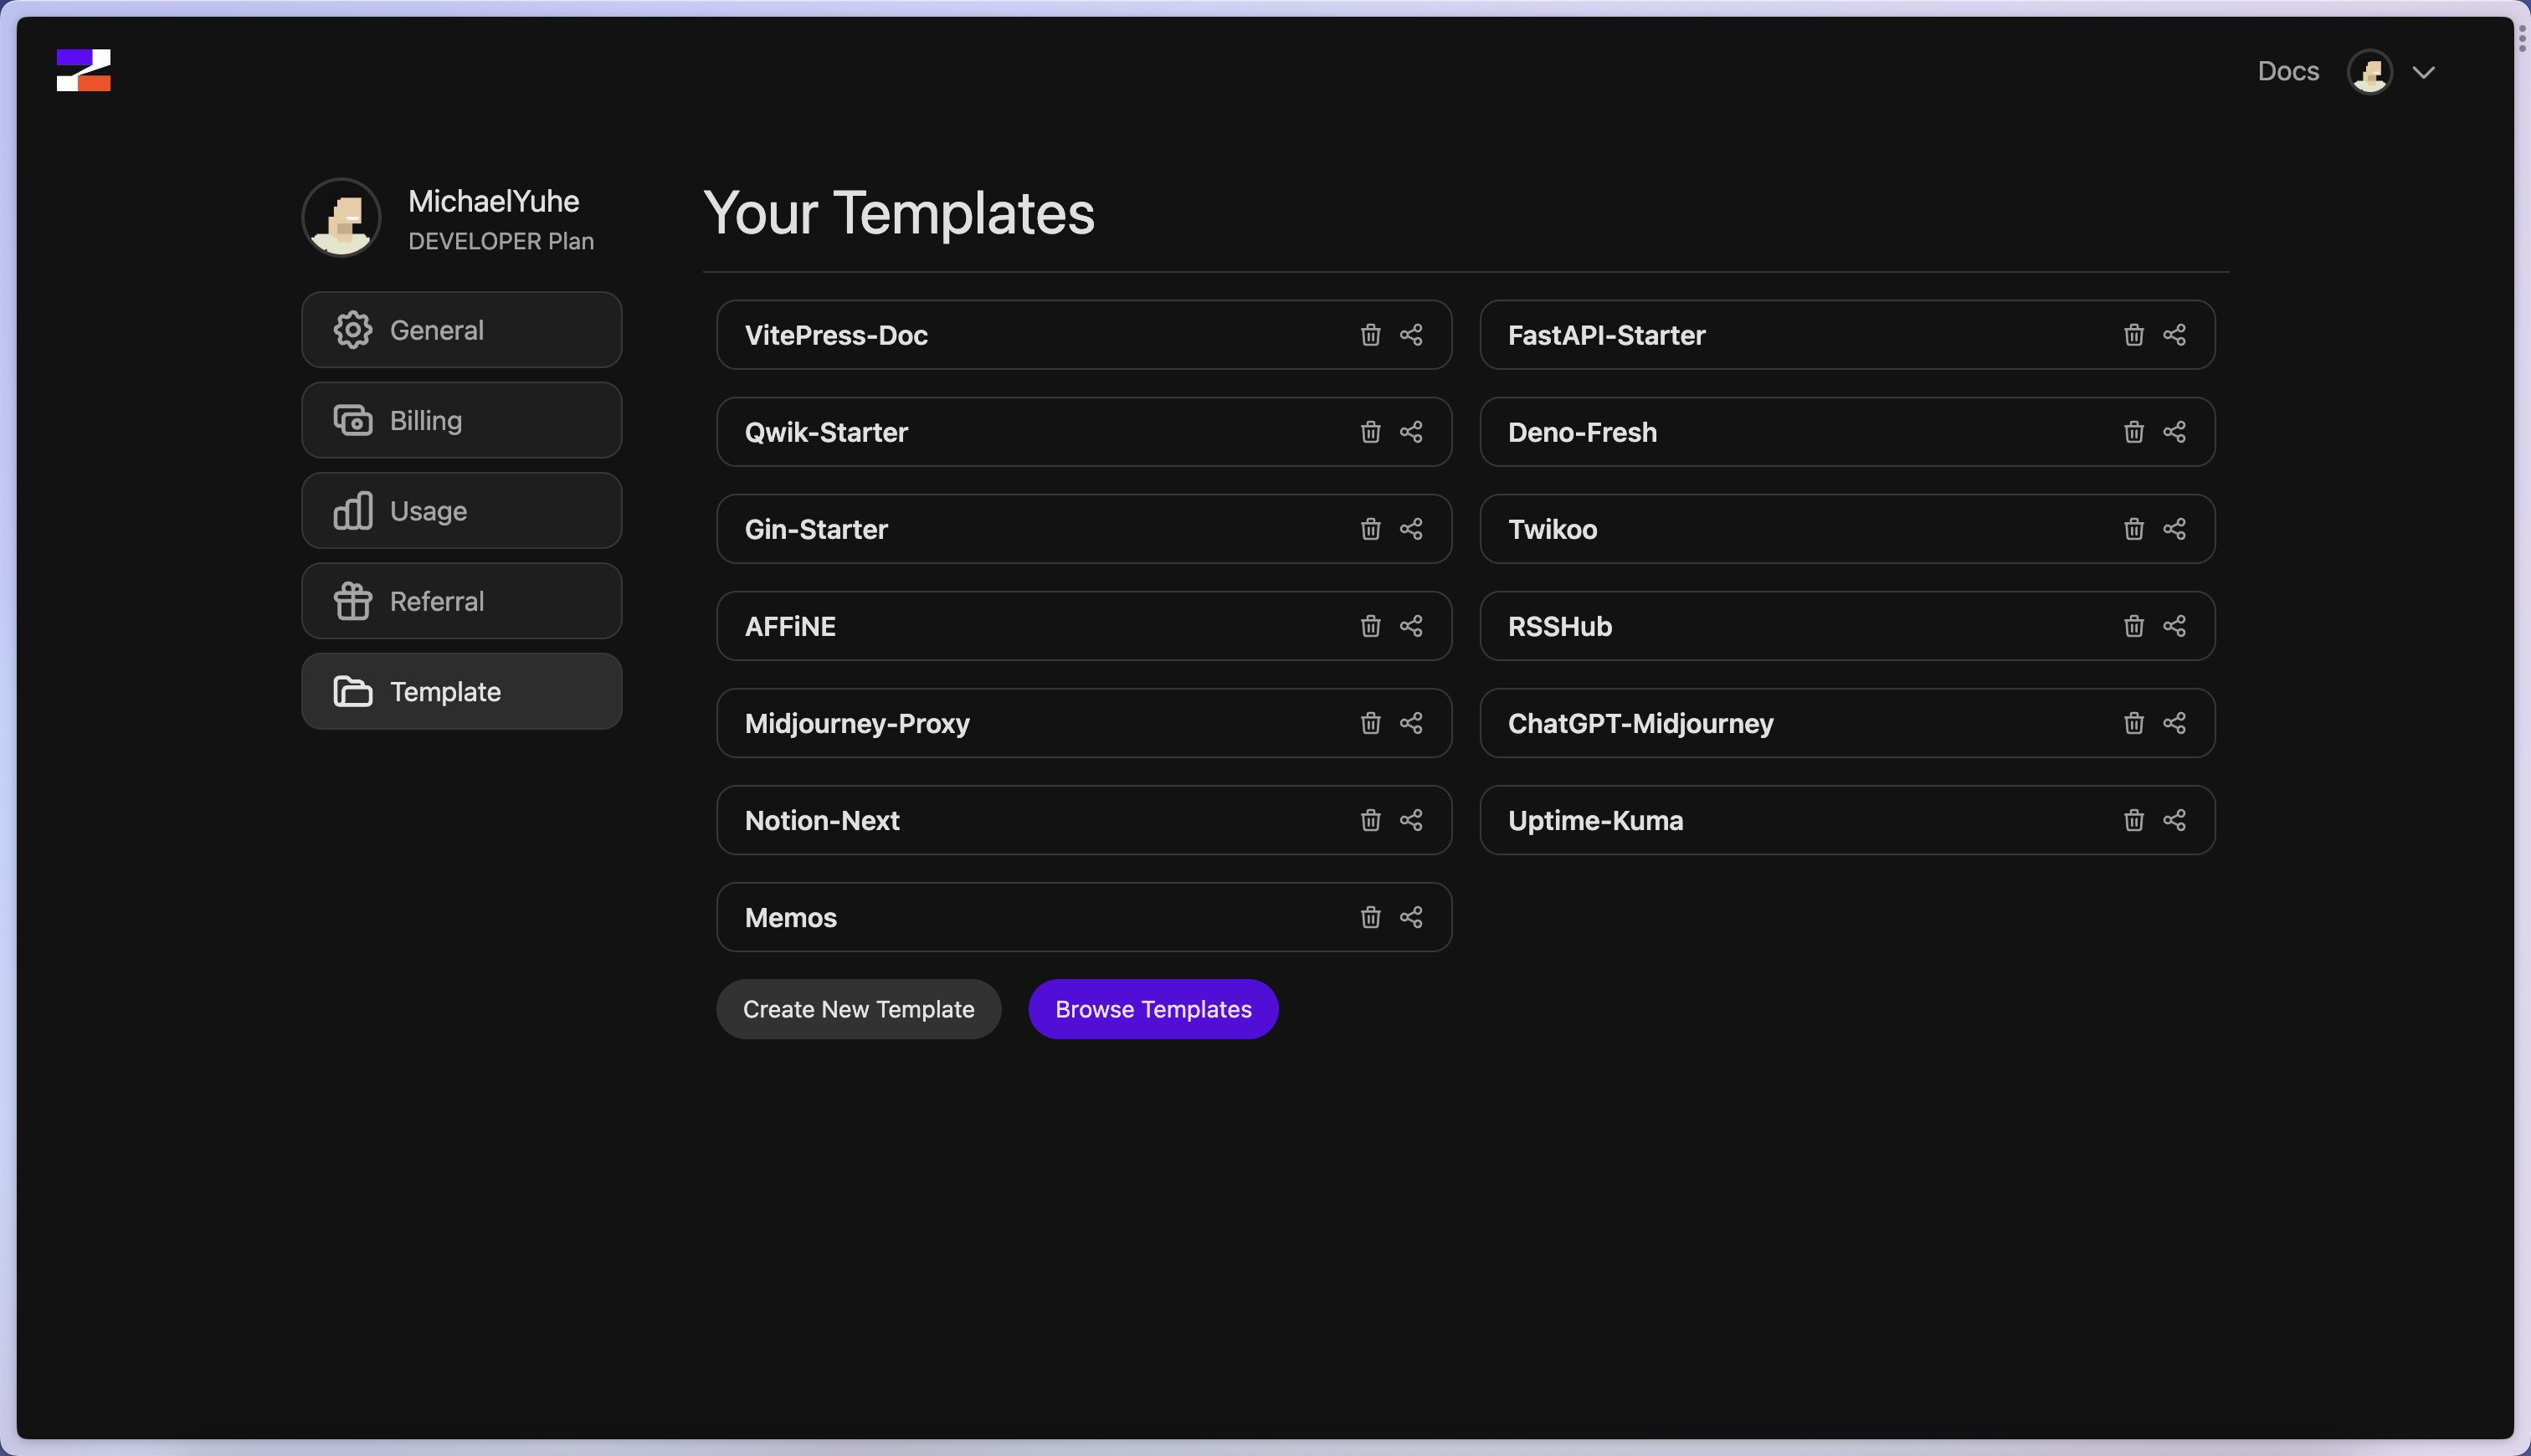 Docs
MichaelYuhe
DEVELOPER Plan
General
Billing
Usage
Referral
Template
Your Templates
VitePress-Doc
FastAPI-Starter
Qwik-Starter
Deno-Fresh
Gin-Starter
Twikoo
AFFiNE
RSSHub
Midjourney-Proxy
ChatGPT-Midjourney
Notion-Next
Uptime-Kuma
Memos
Create New Template
Browse Templates